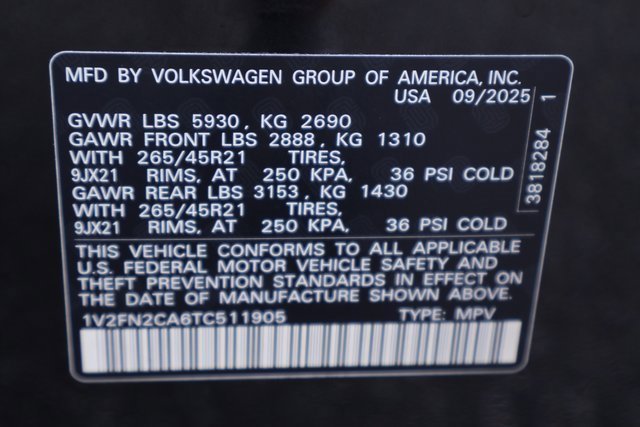 MFD BY VOLKSWAGEN GROUP OF AMERICA, INC.
USA 09/2025
GVWR LBS 5930, KG 2690
GAWR FRONT LBS 2888, KG 1310
WITH 265/45R21 TIRES,
9JX21 RIMS, AT 250 KPA, 36 PSI COLD
GAWR REAR LBS 3153, KG 1430
WITH 265/45R21 TIRES,
9JX21 RIMS, AT 250 KPA, 36 PSI COLD
THIS VEHICLE CONFORMS TO ALL APPLICABLE
U.S. FEDERAL MOTOR VEHICLE SAFETY AND
THEFT PREVENTION STANDARDS IN EFFECT ON
THE DATE OF MANUFACTURE SHOWN ABOVE.
1V2FN2CA6TC511905 TYPE: MPV
3818284 1